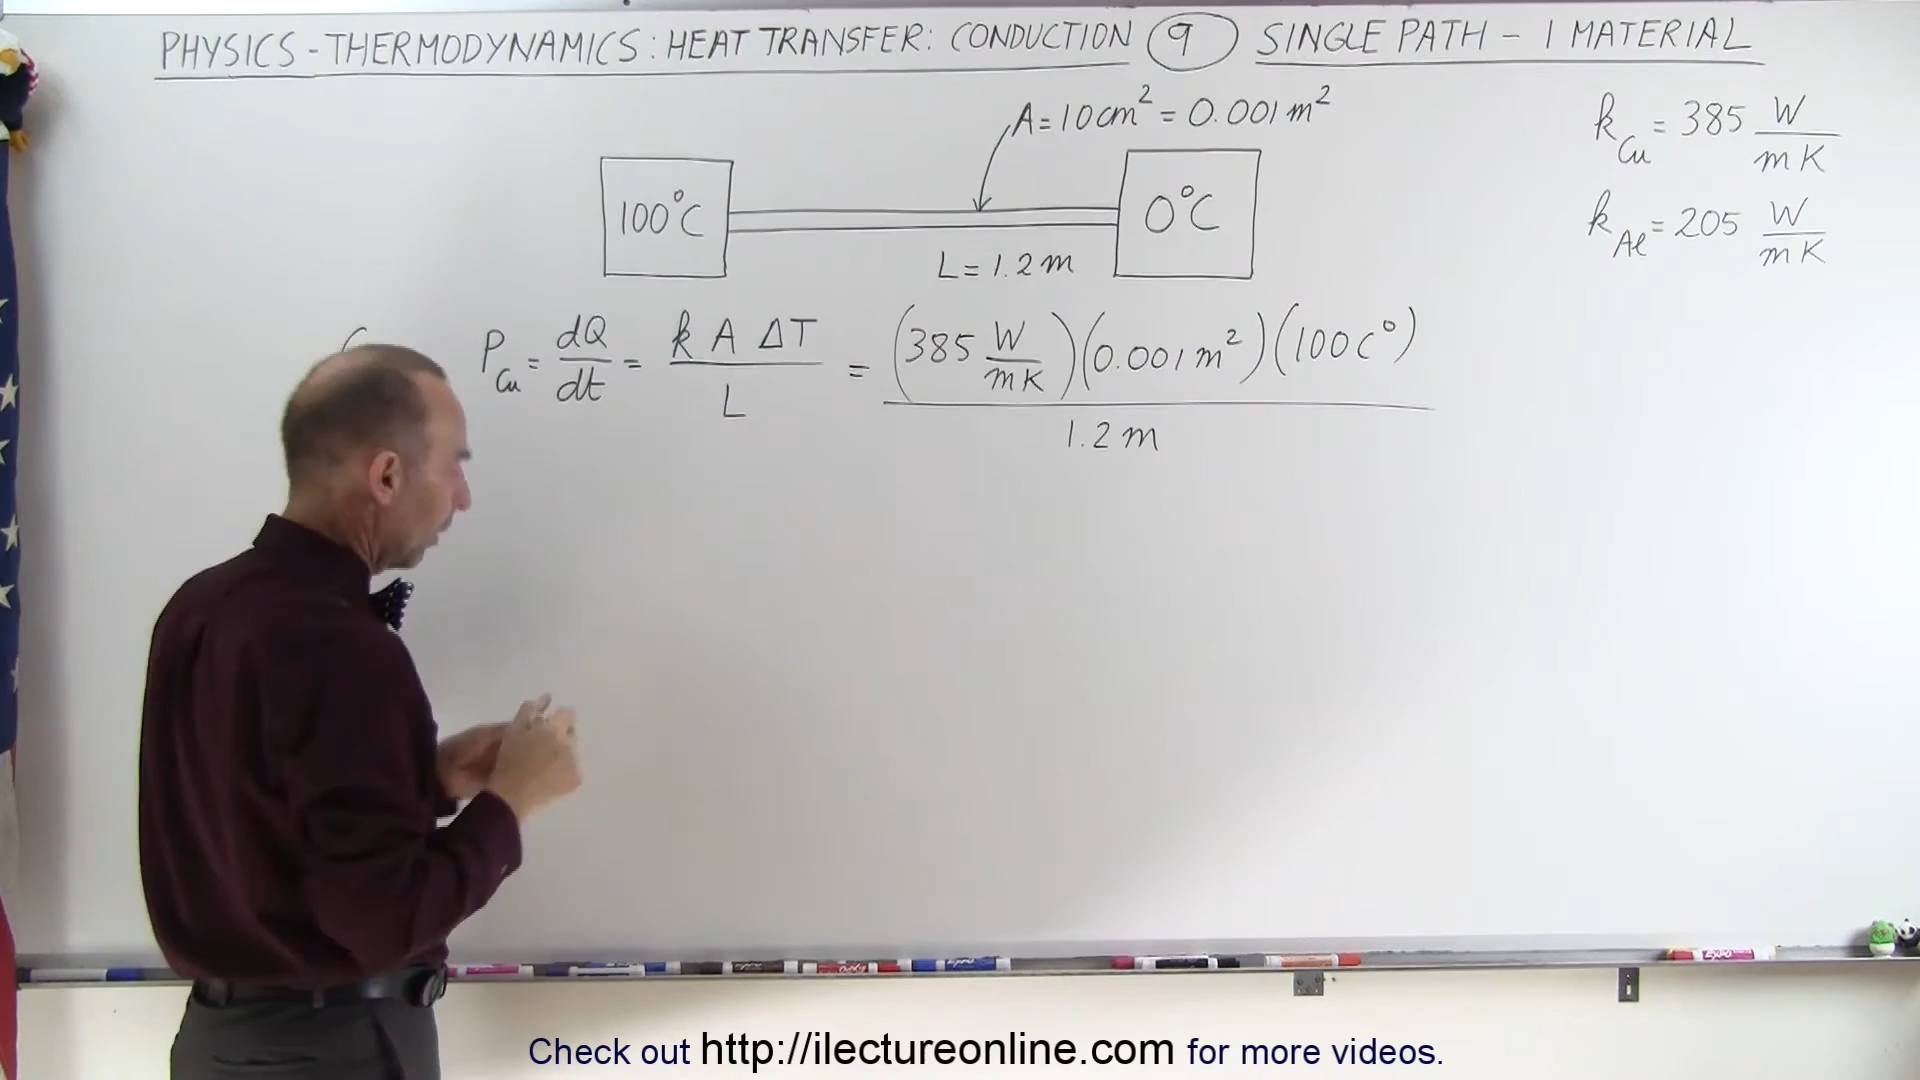 PHYSICS - THERMODYNAMICS: HEAT TRANSFER: CONDUCTION 9 SINGLE PATH - 1 MATERIAL
A = 10 cm² = 0.001 m²
k_Cu = 385 W/mK
100°C
0°C
k_Al = 205 W/mK
L = 1.2 m
P_Cu = dQ/dt = k A ΔT / L = (385 W/mK)(0.001 m²)(100 C°) / 1.2 m
EXPO
Check out http://ilectureonline.com for more videos.